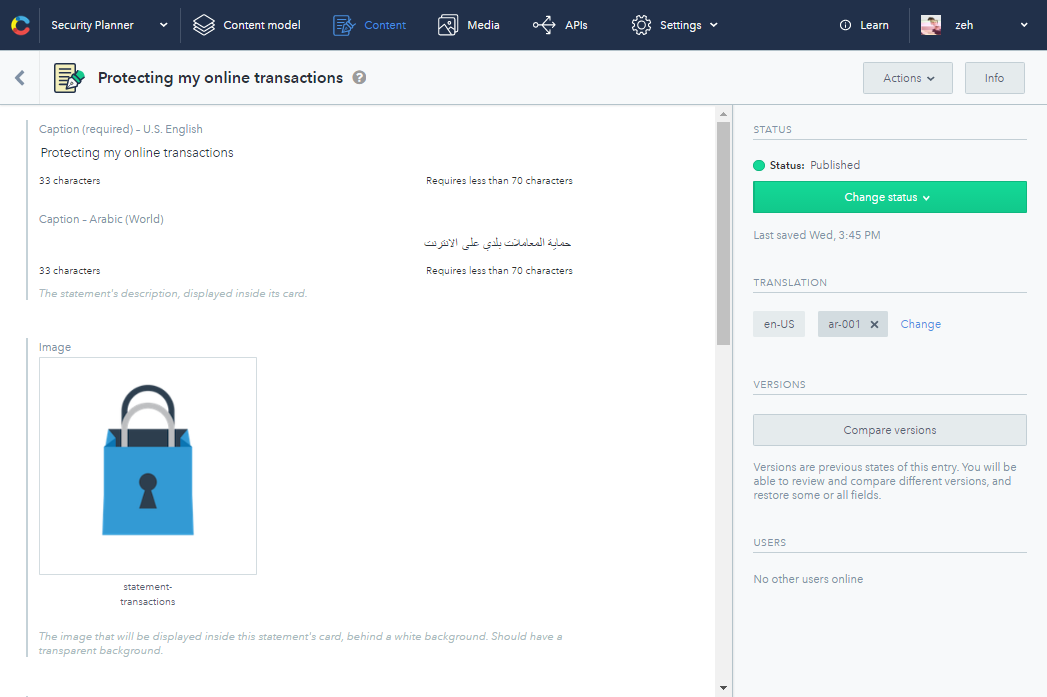 Security Planner
Content model
Content
Media
APIs
Settings
Learn
zeh
Protecting my online transactions
Actions
Info
Caption (required) – U.S. English
Protecting my online transactions
33 characters
Requires less than 70 characters
Caption – Arabic (World)
حماية المعاملات بلدي على الانترنت
33 characters
Requires less than 70 characters
The statement's description, displayed inside its card.
Image
statement-
transactions
The image that will be displayed inside this statement's card, behind a white background. Should have a
transparent background.
STATUS
Status: Published
Change status
Last saved Wed, 3:45 PM
TRANSLATION
en-US
ar-001
Change
VERSIONS
Compare versions
Versions are previous states of this entry. You will be
able to review and compare different versions, and
restore some or all fields.
USERS
No other users online